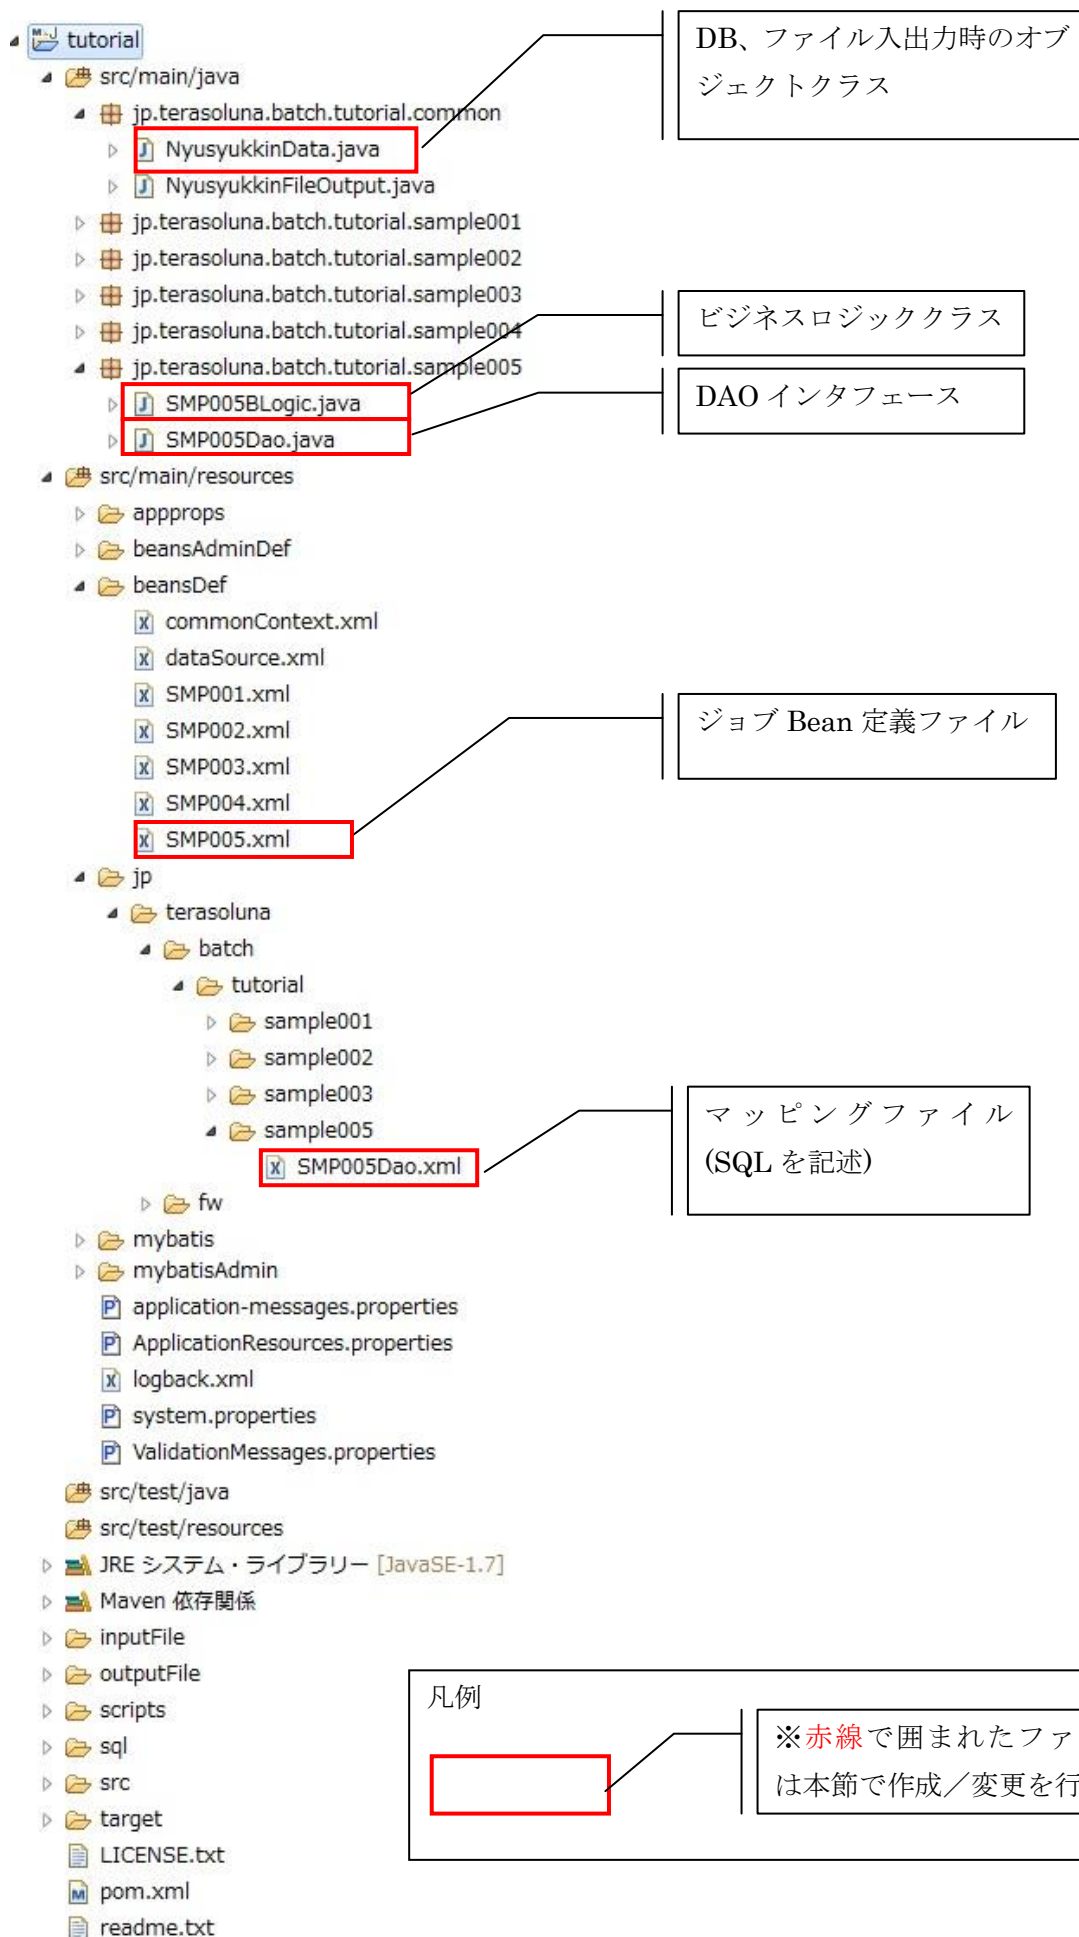 tutorial
src/main/java
jp.terasoluna.batch.tutorial.common
NyusyukkinData.java
NyusyukkinFileOutput.java
jp.terasoluna.batch.tutorial.sample001
jp.terasoluna.batch.tutorial.sample002
jp.terasoluna.batch.tutorial.sample003
jp.terasoluna.batch.tutorial.sample004
jp.terasoluna.batch.tutorial.sample005
SMP005BLogic.java
SMP005Dao.java
src/main/resources
appprops
beansAdminDef
beansDef
commonContext.xml
dataSource.xml
SMP001.xml
SMP002.xml
SMP003.xml
SMP004.xml
SMP005.xml
jp
terasoluna
batch
tutorial
sample001
sample002
sample003
sample005
SMP005Dao.xml
fw
mybatis
mybatisAdmin
application-messages.properties
ApplicationResources.properties
logback.xml
system.properties
ValidationMessages.properties
src/test/java
src/test/resources
JRE システム・ライブラリー [JavaSE-1.7]
Maven 依存関係
inputFile
outputFile
scripts
sql
src
target
LICENSE.txt
pom.xml
readme.txt
DB、ファイル入出力時のオブ
ジェクトクラス
ビジネスロジッククラス
DAO インタフェース
ジョブ Bean 定義ファイル
マッピングファイル
(SQL を記述)
凡例
※赤線で囲まれたファ
は本節で作成／変更を行